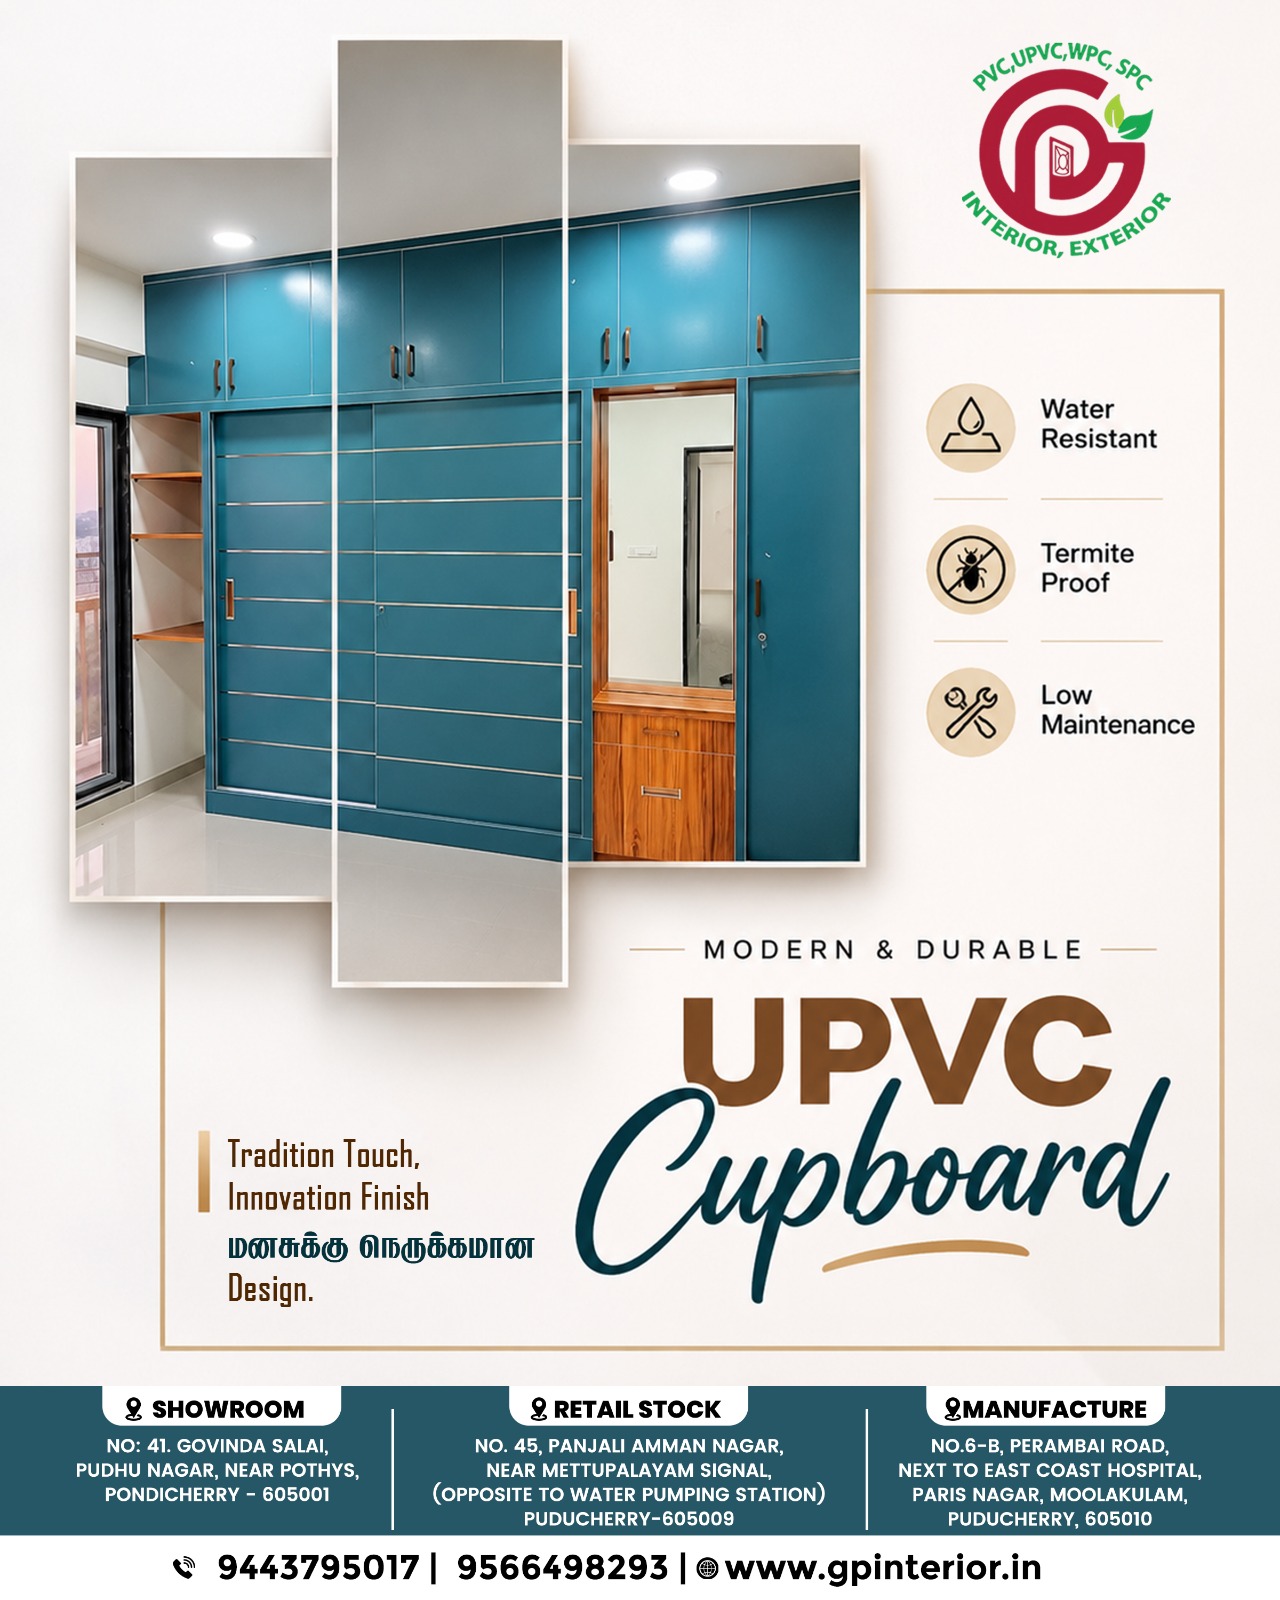 PVC,UPVC,WPC, SPC
INTERIOR, EXTERIOR
Water
Resistant
Termite
Proof
Low
Maintenance
MODERN & DURABLE
UPVC
Cupboard
Tradition Touch,
Innovation Finish
மனசுக்கு நெருக்கமான
Design.
SHOWROOM
NO: 41. GOVINDA SALAI,
PUDHU NAGAR, NEAR POTHYS,
PONDICHERRY - 605001
RETAIL STOCK
NO. 45, PANJALI AMMAN NAGAR,
NEAR METTUPALAYAM SIGNAL,
(OPPOSITE TO WATER PUMPING STATION)
PUDUCHERRY-605009
MANUFACTURE
NO.6-B, PERAMBAI ROAD,
NEXT TO EAST COAST HOSPITAL,
PARIS NAGAR, MOOLAKULAM,
PUDUCHERRY, 605010
9443795017 | 9566498293 | www.gpinterior.in